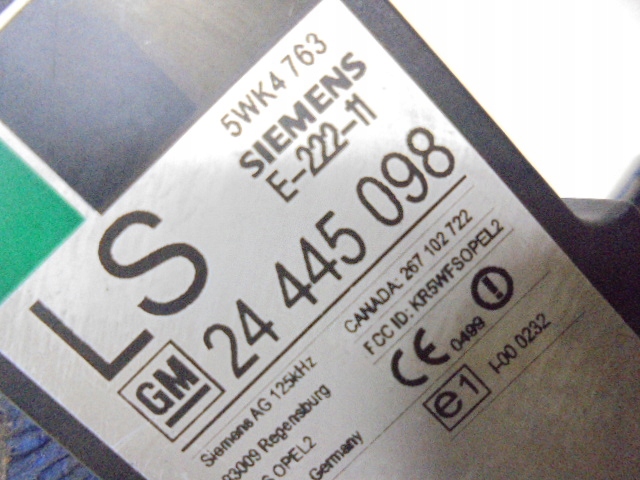 5WK4 763
SIEMENS
E-222-11
LS
GM 24 445 098
Siemens AG 125kHz
93009 Regensburg
OPEL2
Germany
CANADA: 267 102 722
FCC ID: KR5WFSOPEL2
CE 0499
e1 I-00 0232